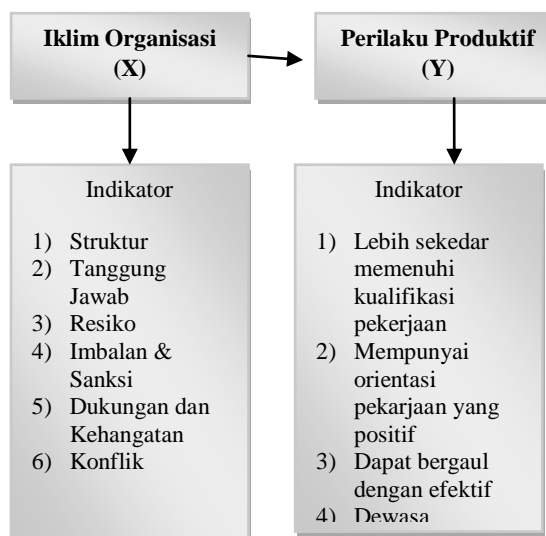 Iklim Organisasi
(X)
Perilaku Produktif
(Y)
Indikator
1) Struktur
2) Tanggung
Jawab
3) Resiko
4) Imbalan &
Sanksi
5) Dukungan dan
Kehangatan
6) Konflik
Indikator
1) Lebih sekedar
memenuhi
kualifikasi
pekerjaan
2) Mempunyai
orientasi
pekarjaan yang
positif
3) Dapat bergaul
dengan efektif
4) Dewasa